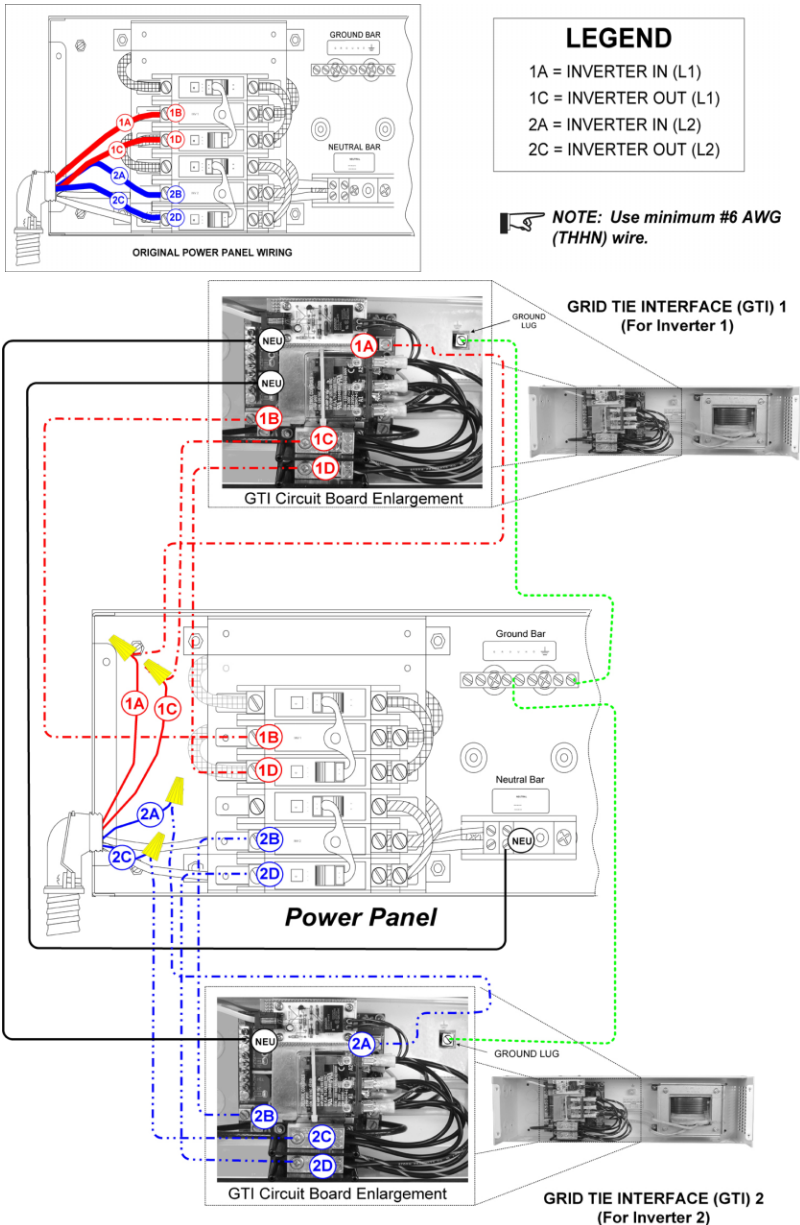 GROUND BAR
1A
1B
1C
1D
2A
2B
2C
2D
NEUTRAL BAR
ORIGINAL POWER PANEL WIRING
LEGEND
1A = INVERTER IN (L1)
1C = INVERTER OUT (L1)
2A = INVERTER IN (L2)
2C = INVERTER OUT (L2)
NOTE: Use minimum #6 AWG
(THHN) wire.
GRID TIE INTERFACE (GTI) 1
(For Inverter 1)
GROUND
LUG
NEU
1A
NEU
1B
1C
1D
GTI Circuit Board Enlargement
Ground Bar
1A
1C
1B
1D
Neutral Bar
2A
2B
NEU
2C
2D
Power Panel
NEU
2A
GROUND LUG
2B
2C
2D
GTI Circuit Board Enlargement
GRID TIE INTERFACE (GTI) 2
(For Inverter 2)